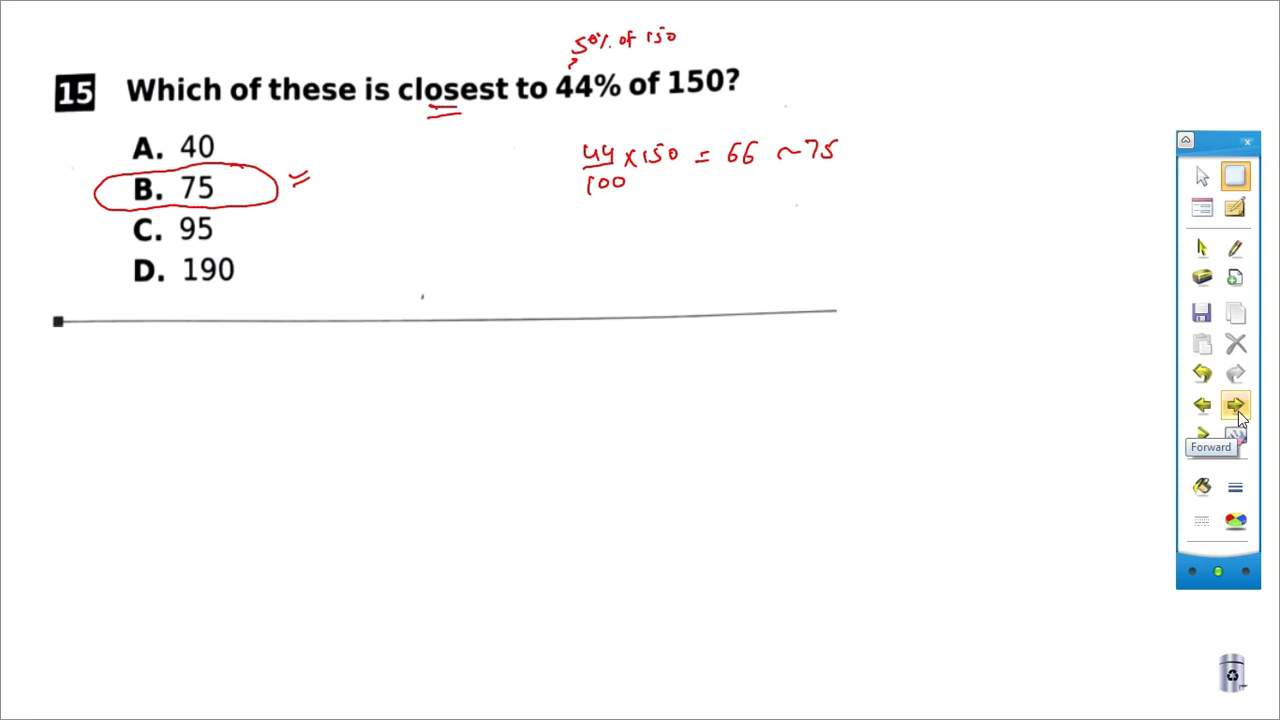 50% of 150
15 Which of these is closest to 44% of 150?
A. 40
44/100 × 150 = 66 ~75
B. 75
C. 95
D. 190
Forward